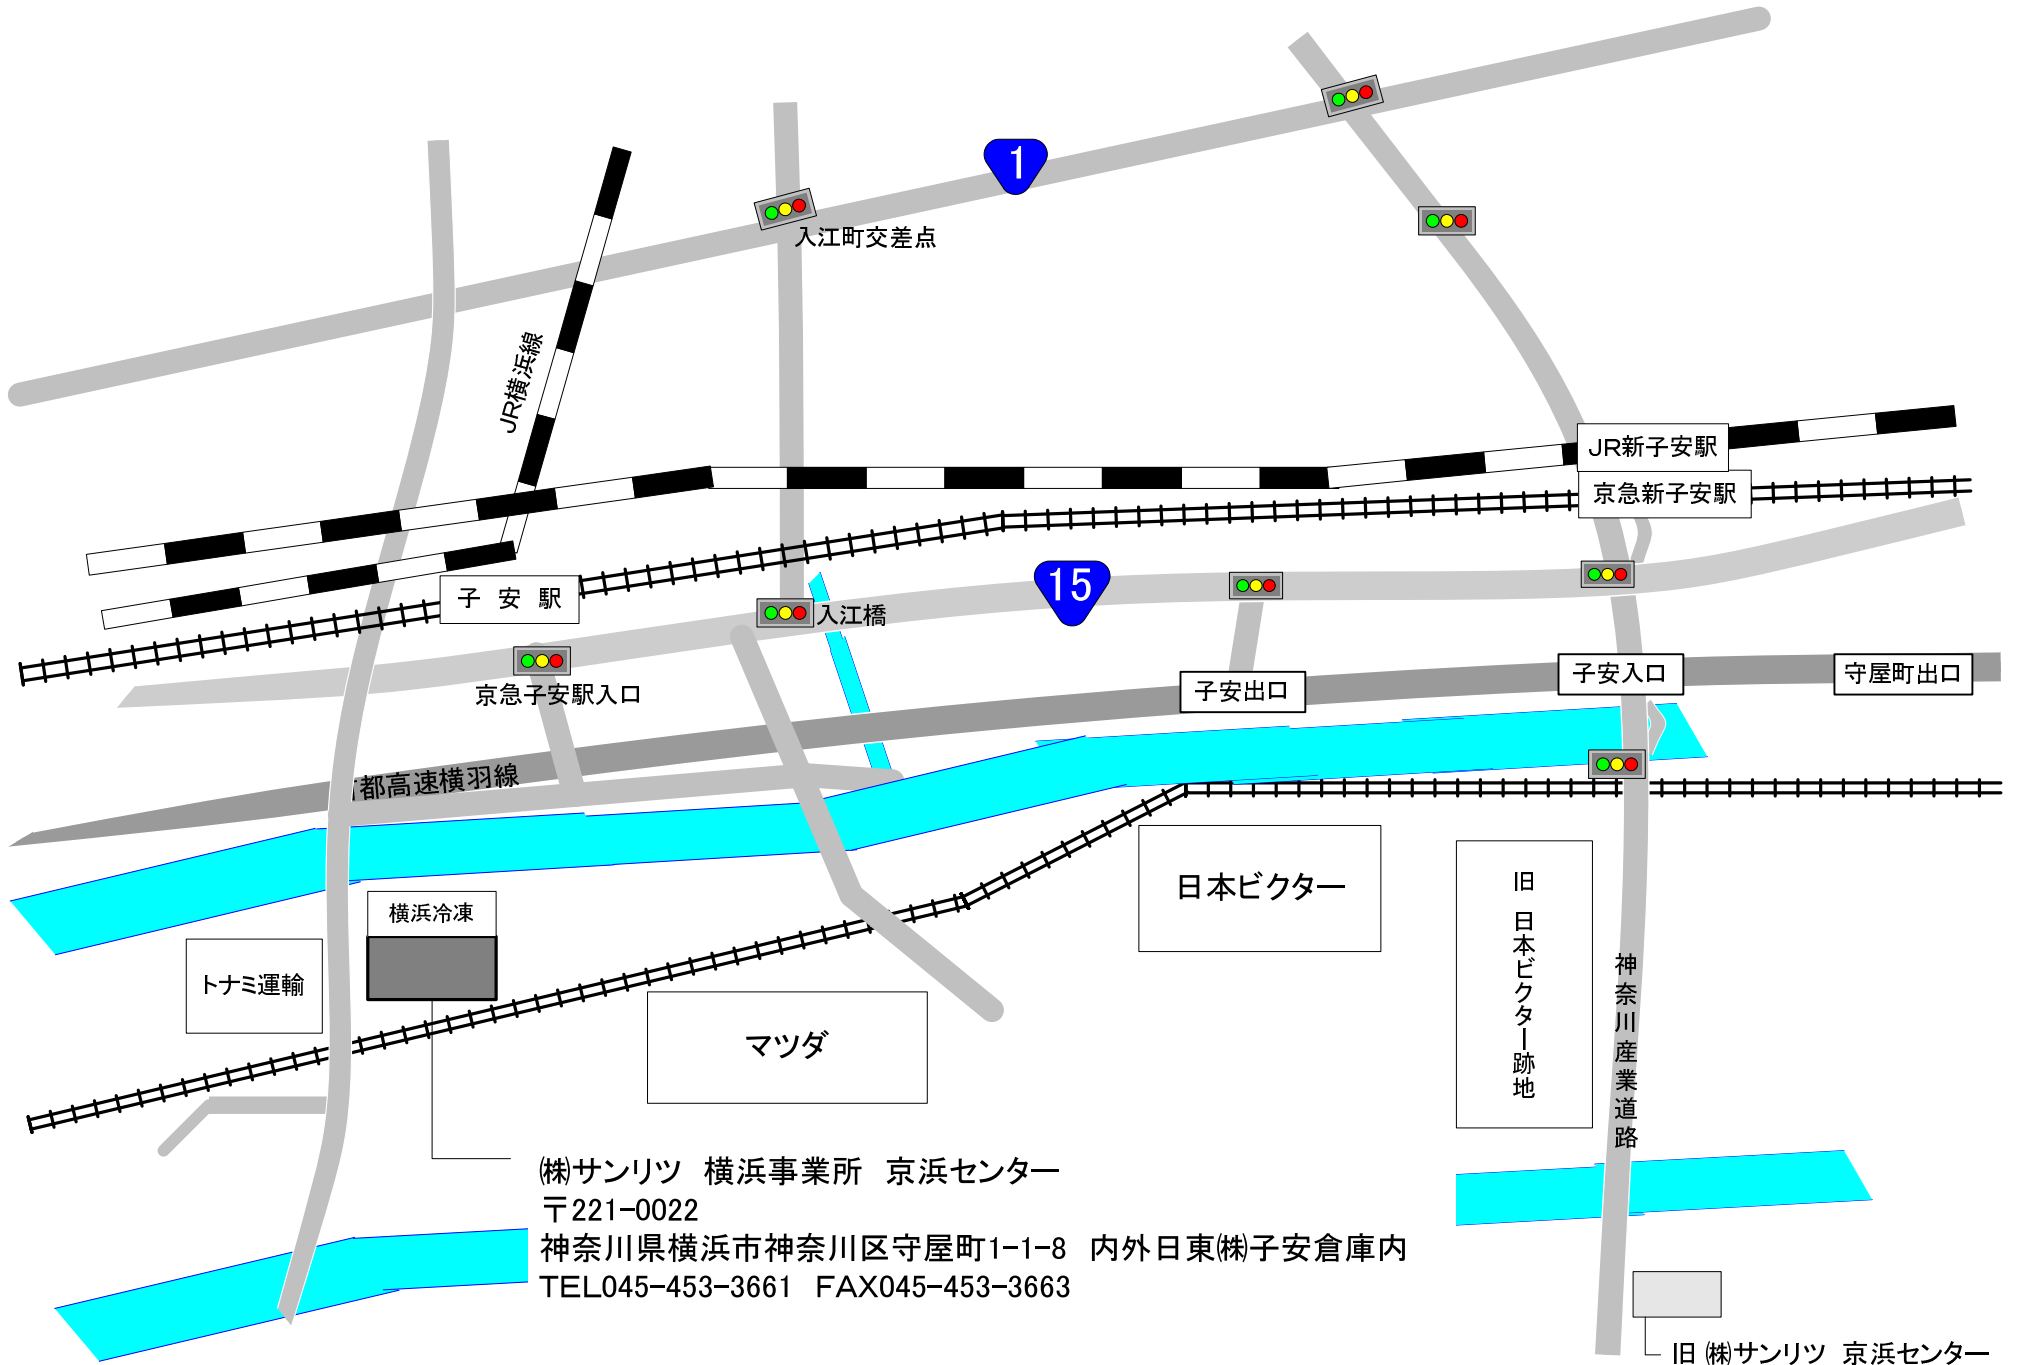 1
入江町交差点
JR横浜線
JR新子安駅
京急新子安駅
子 安 駅
15
入江橋
京急子安駅入口
子安出口
子安入口
守屋町出口
都高速横羽線
横浜冷凍
トナミ運輸
日本ビクター
旧 日本ビクター跡地
神奈川産業道路
マツダ
㈱サンリツ 横浜事業所 京浜センター
〒221-0022
神奈川県横浜市神奈川区守屋町1-1-8 内外日東㈱子安倉庫内
TEL045-453-3661 FAX045-453-3663
旧 ㈱サンリツ 京浜センター